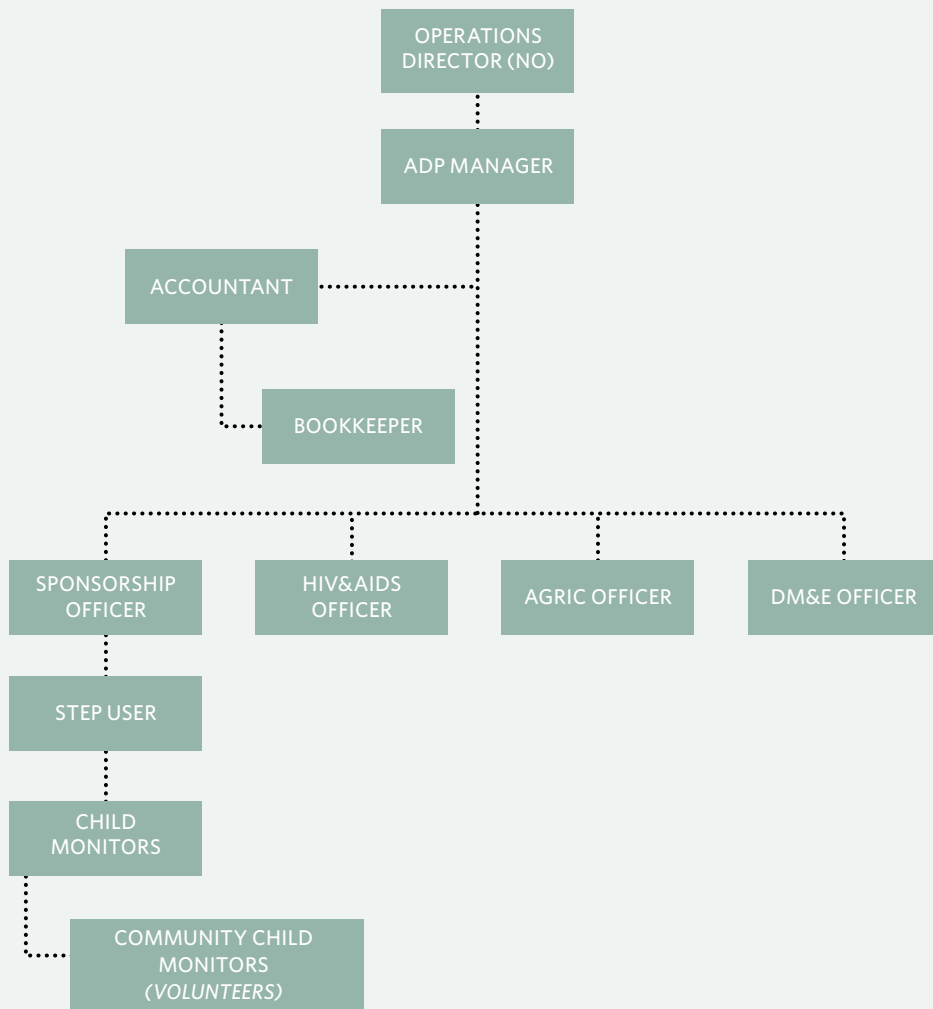 OPERATIONS
DIRECTOR (NO)
ADP MANAGER
ACCOUNTANT
BOOKKEEPER
SPONSORSHIP
OFFICER
HIV&AIDS
OFFICER
AGRIC OFFICER
DM&E OFFICER
STEP USER
CHILD
MONITORS
COMMUNITY CHILD
MONITORS
(VOLUNTEERS)